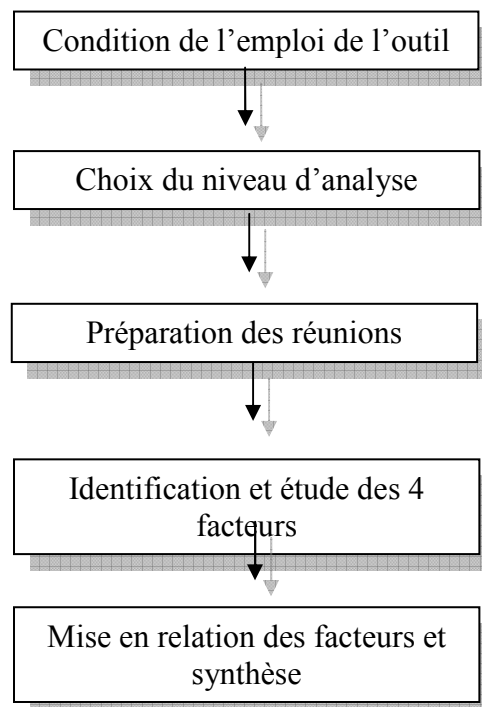 Condition de l’emploi de l’outil
Choix du niveau d’analyse
Préparation des réunions
Identification et étude des 4
facteurs
Mise en relation des facteurs et
synthèse